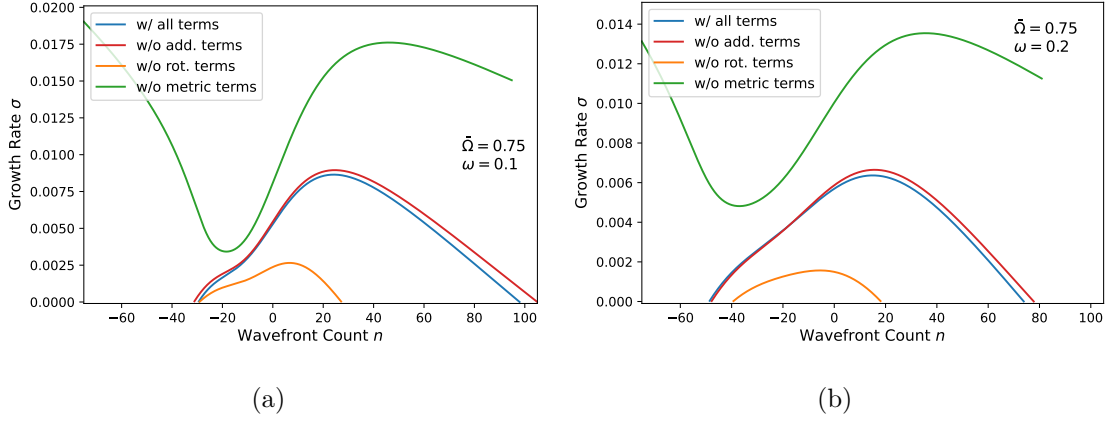 0.0200
0.0175
0.0150
0.0125
0.0100
0.0075
0.0050
0.0025
0.0000
Growth Rate σ
w/ all terms
w/o add. terms
w/o rot. terms
w/o metric terms
Ω̄ = 0.75
ω = 0.1
−60 −40 −20 0 20 40 60 80 100
Wavefront Count n
(a)
0.014
0.012
0.010
0.008
0.006
0.004
0.002
0.000
Growth Rate σ
w/ all terms
w/o add. terms
w/o rot. terms
w/o metric terms
Ω̄ = 0.75
ω = 0.2
−60 −40 −20 0 20 40 60 80 100
Wavefront Count n
(b)